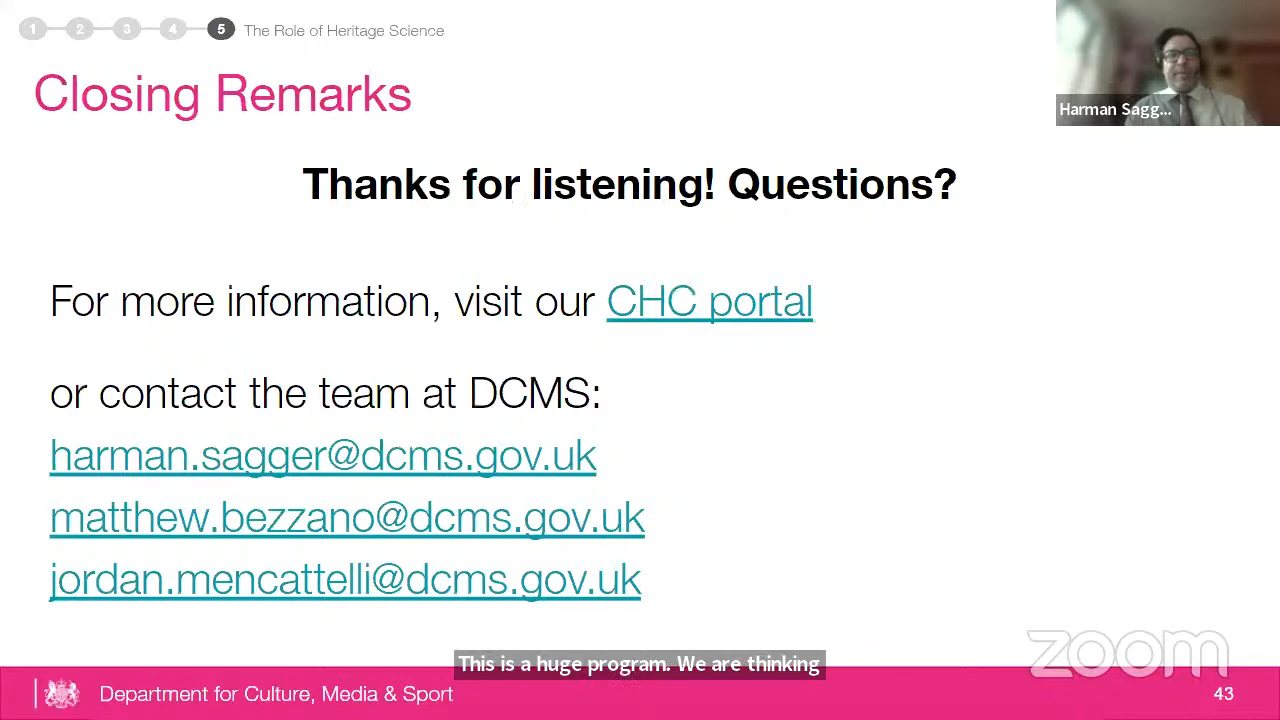 1 2 3 4 5 The Role of Heritage Science
Closing Remarks
Harman Sagg...
Thanks for listening! Questions?
For more information, visit our CHC portal
or contact the team at DCMS:
harman.sagger@dcms.gov.uk
matthew.bezzano@dcms.gov.uk
jordan.mencattelli@dcms.gov.uk
zoom
This is a huge program. We are thinking
Department for Culture, Media & Sport
43